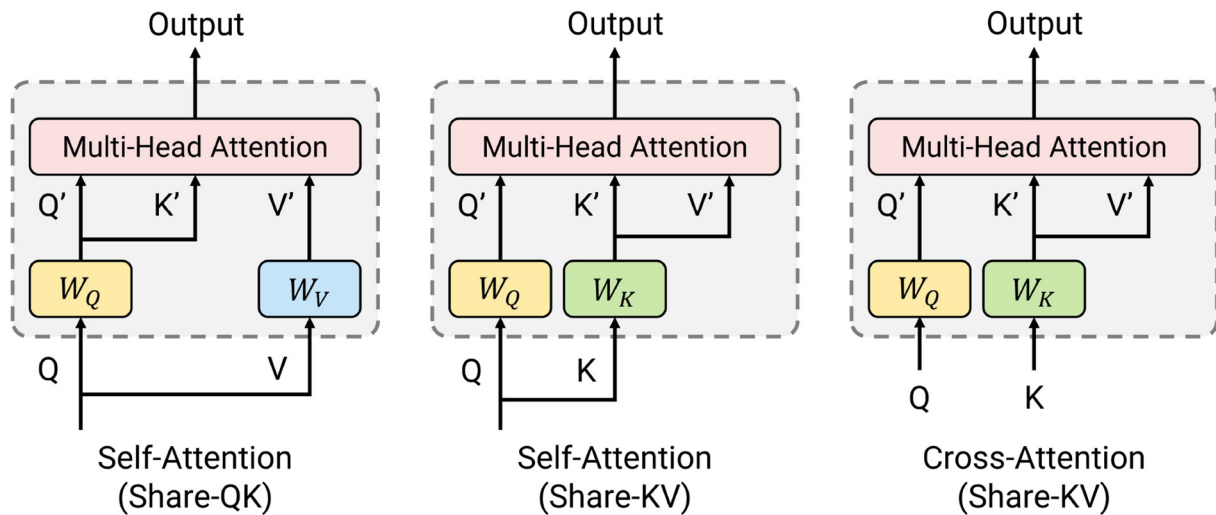 Output
Multi-Head Attention
Q’ K’ V’
W_Q W_V
Q V
Self-Attention
(Share-QK)
Output
Multi-Head Attention
Q’ K’ V’
W_Q W_K
Q K
Self-Attention
(Share-KV)
Output
Multi-Head Attention
Q’ K’ V’
W_Q W_K
Q K
Cross-Attention
(Share-KV)